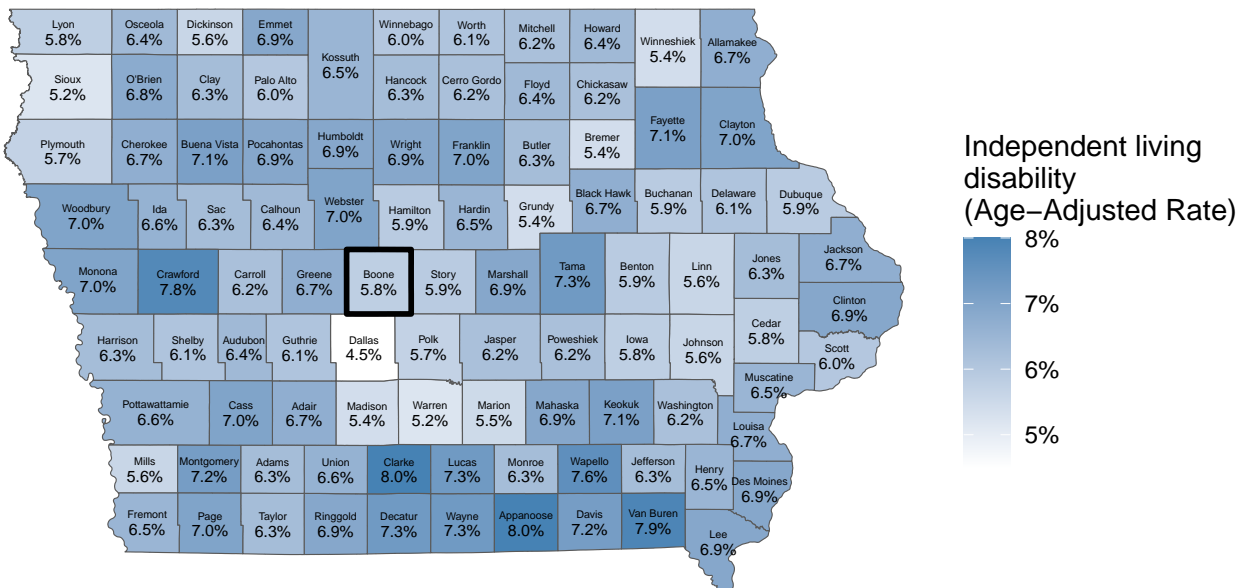 Lyon
5.8%
Osceola
6.4%
Dickinson
5.6%
Emmet
6.9%
Kossuth
6.5%
Winnebago
6.0%
Worth
6.1%
Mitchell
6.2%
Howard
6.4%
Winneshiek
5.4%
Allamakee
6.7%
Sioux
5.2%
O'Brien
6.8%
Clay
6.3%
Palo Alto
6.0%
Hancock
6.3%
Cerro Gordo
6.2%
Floyd
6.4%
Chickasaw
6.2%
Fayette
7.1%
Clayton
7.0%
Plymouth
5.7%
Cherokee
6.7%
Buena Vista
7.1%
Pocahontas
6.9%
Humboldt
6.9%
Wright
6.9%
Franklin
7.0%
Butler
6.3%
Bremer
5.4%
Woodbury
7.0%
Ida
6.6%
Sac
6.3%
Calhoun
6.4%
Webster
7.0%
Hamilton
5.9%
Hardin
6.5%
Grundy
5.4%
Black Hawk
6.7%
Buchanan
5.9%
Delaware
6.1%
Dubuque
5.9%
Monona
7.0%
Crawford
7.8%
Carroll
6.2%
Greene
6.7%
Boone
5.8%
Story
5.9%
Marshall
6.9%
Tama
7.3%
Benton
5.9%
Linn
5.6%
Jones
6.3%
Jackson
6.7%
Clinton
6.9%
Harrison
6.3%
Shelby
6.1%
Audubon
6.4%
Guthrie
6.1%
Dallas
4.5%
Polk
5.7%
Jasper
6.2%
Poweshiek
6.2%
Iowa
5.8%
Johnson
5.6%
Cedar
5.8%
Scott
6.0%
Muscatine
6.5%
Pottawattamie
6.6%
Cass
7.0%
Adair
6.7%
Madison
5.4%
Warren
5.2%
Marion
5.5%
Mahaska
6.9%
Keokuk
7.1%
Washington
6.2%
Louisa
6.7%
Mills
5.6%
Montgomery
7.2%
Adams
6.3%
Union
6.6%
Clarke
8.0%
Lucas
7.3%
Monroe
6.3%
Wapello
7.6%
Jefferson
6.3%
Henry
6.5%
Des Moines
6.9%
Fremont
6.5%
Page
7.0%
Taylor
6.3%
Ringgold
6.9%
Decatur
7.3%
Wayne
7.3%
Appanoose
8.0%
Davis
7.2%
Van Buren
7.9%
Lee
6.9%
Independent living
disability
(Age−Adjusted Rate)
8%
7%
6%
5%